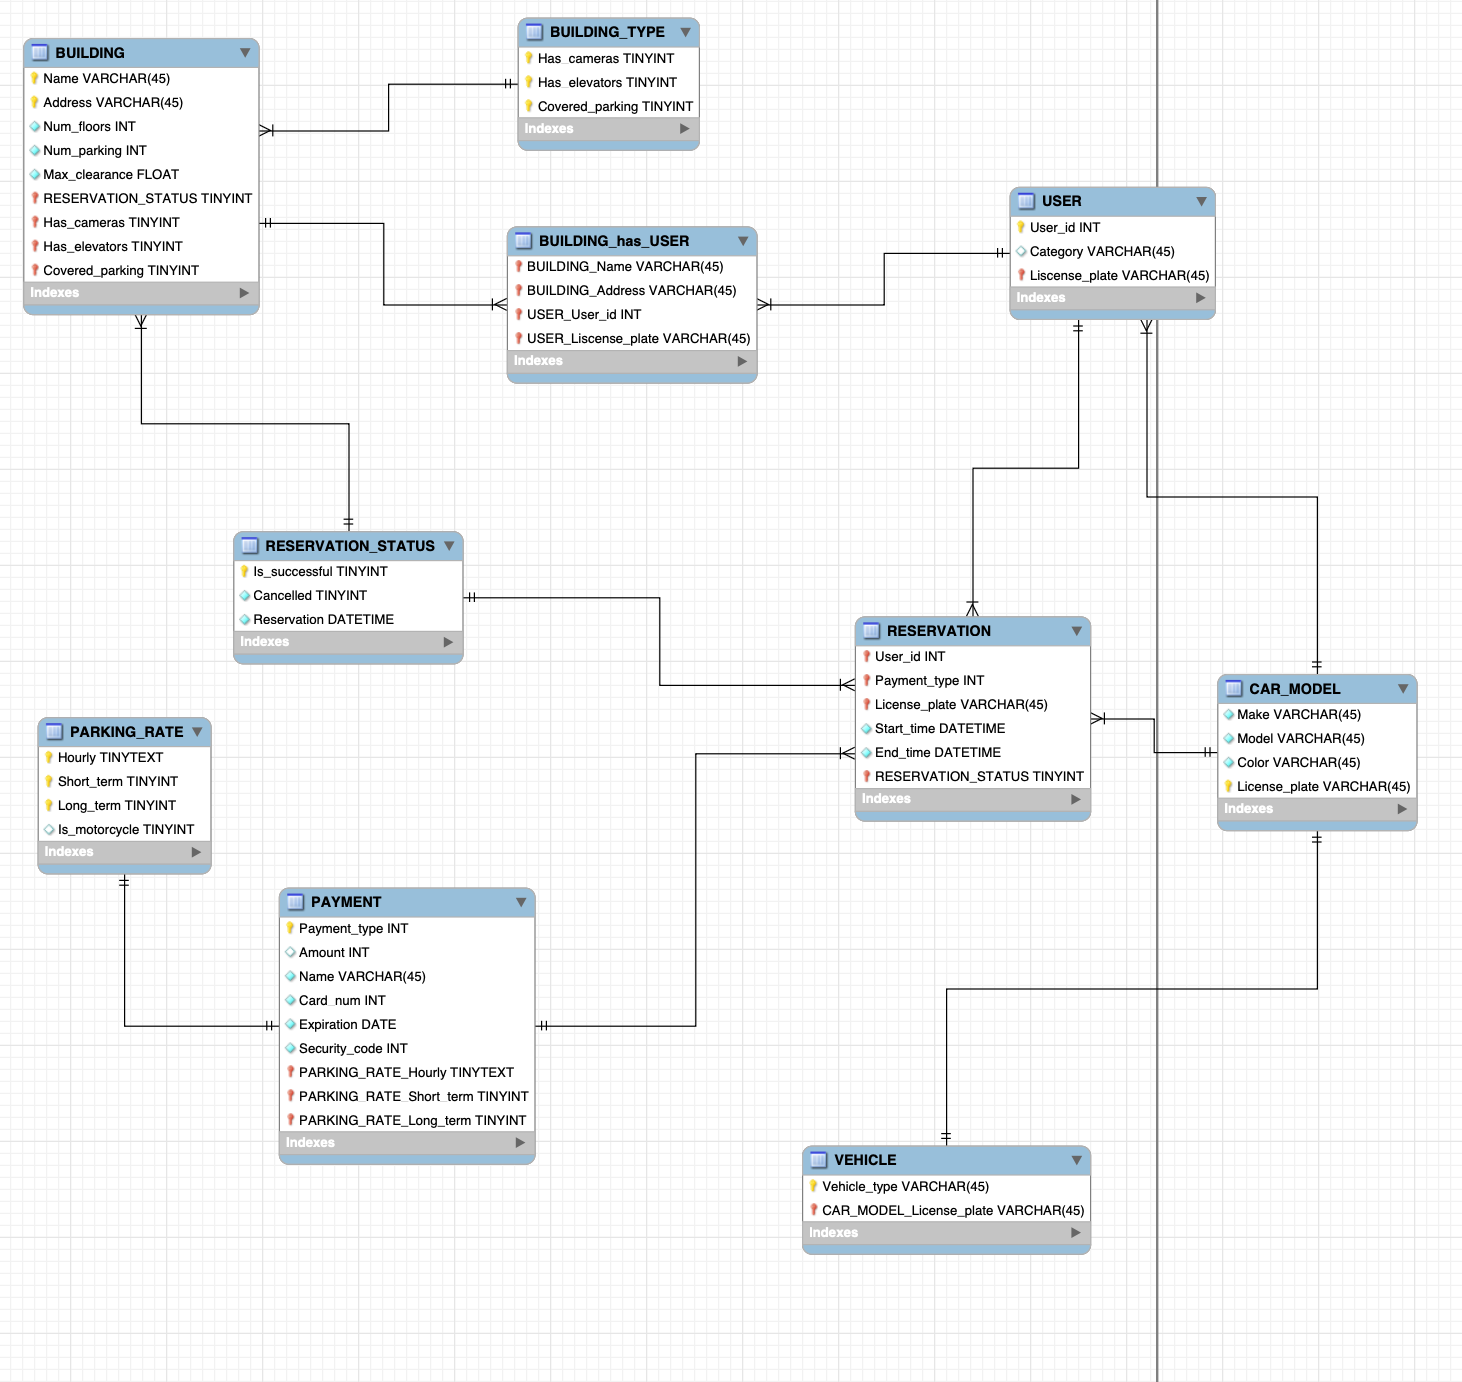 BUILDING
Name VARCHAR(45)
Address VARCHAR(45)
Num_floors INT
Num_parking INT
Max_clearance FLOAT
RESERVATION_STATUS TINYINT
Has_cameras TINYINT
Has_elevators TINYINT
Covered_parking TINYINT
Indexes
BUILDING_TYPE
Has_cameras TINYINT
Has_elevators TINYINT
Covered_parking TINYINT
Indexes
BUILDING_has_USER
BUILDING_Name VARCHAR(45)
BUILDING_Address VARCHAR(45)
USER_User_id INT
USER_Liscense_plate VARCHAR(45)
Indexes
USER
User_id INT
Category VARCHAR(45)
Liscense_plate VARCHAR(45)
Indexes
RESERVATION_STATUS
Is_successful TINYINT
Cancelled TINYINT
Reservation DATETIME
Indexes
RESERVATION
User_id INT
Payment_type INT
License_plate VARCHAR(45)
Start_time DATETIME
End_time DATETIME
RESERVATION_STATUS TINYINT
Indexes
CAR_MODEL
Make VARCHAR(45)
Model VARCHAR(45)
Color VARCHAR(45)
License_plate VARCHAR(45)
Indexes
PARKING_RATE
Hourly TINYTEXT
Short_term TINYINT
Long_term TINYINT
Is_motorcycle TINYINT
Indexes
PAYMENT
Payment_type INT
Amount INT
Name VARCHAR(45)
Card_num INT
Expiration DATE
Security_code INT
PARKING_RATE_Hourly TINYTEXT
PARKING_RATE_Short_term TINYINT
PARKING_RATE_Long_term TINYINT
Indexes
VEHICLE
Vehicle_type VARCHAR(45)
CAR_MODEL_License_plate VARCHAR(45)
Indexes